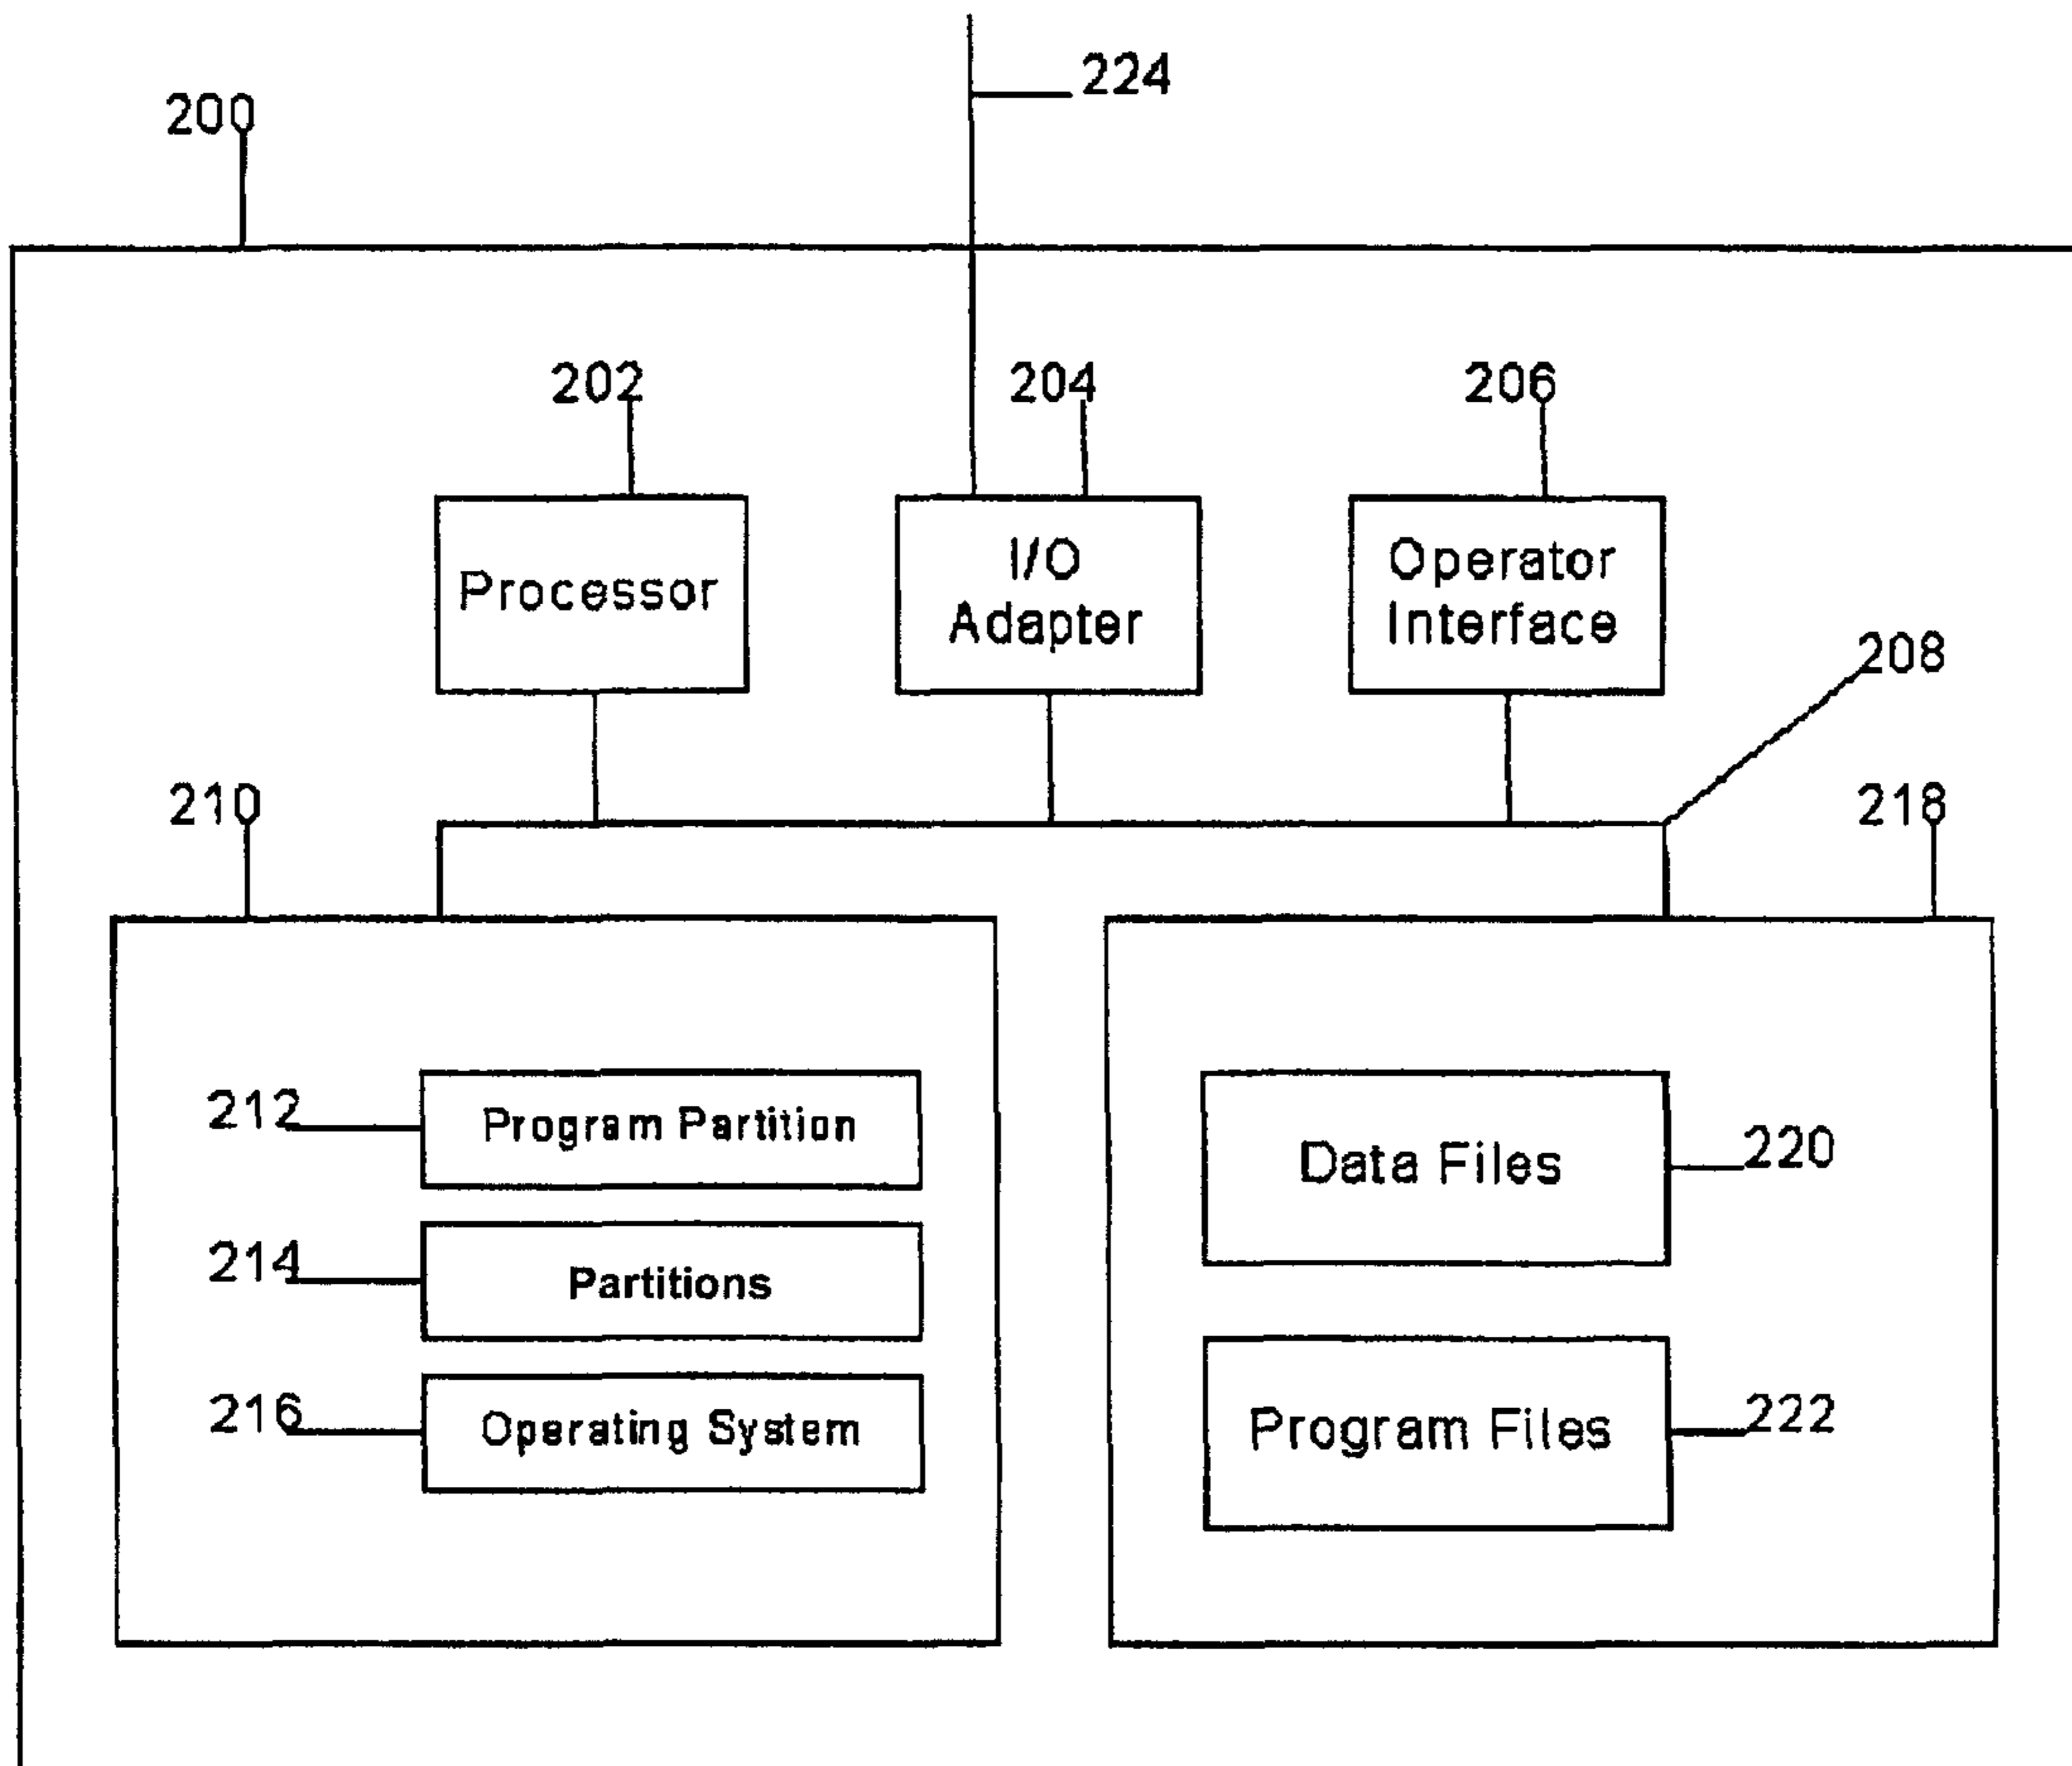 224
200
202
204
206
Processor
I/O
Adapter
Operator
Interface
208
210
218
212
Program Partition
214
Partitions
216
Operating System
Data Files
220
Program Files
222